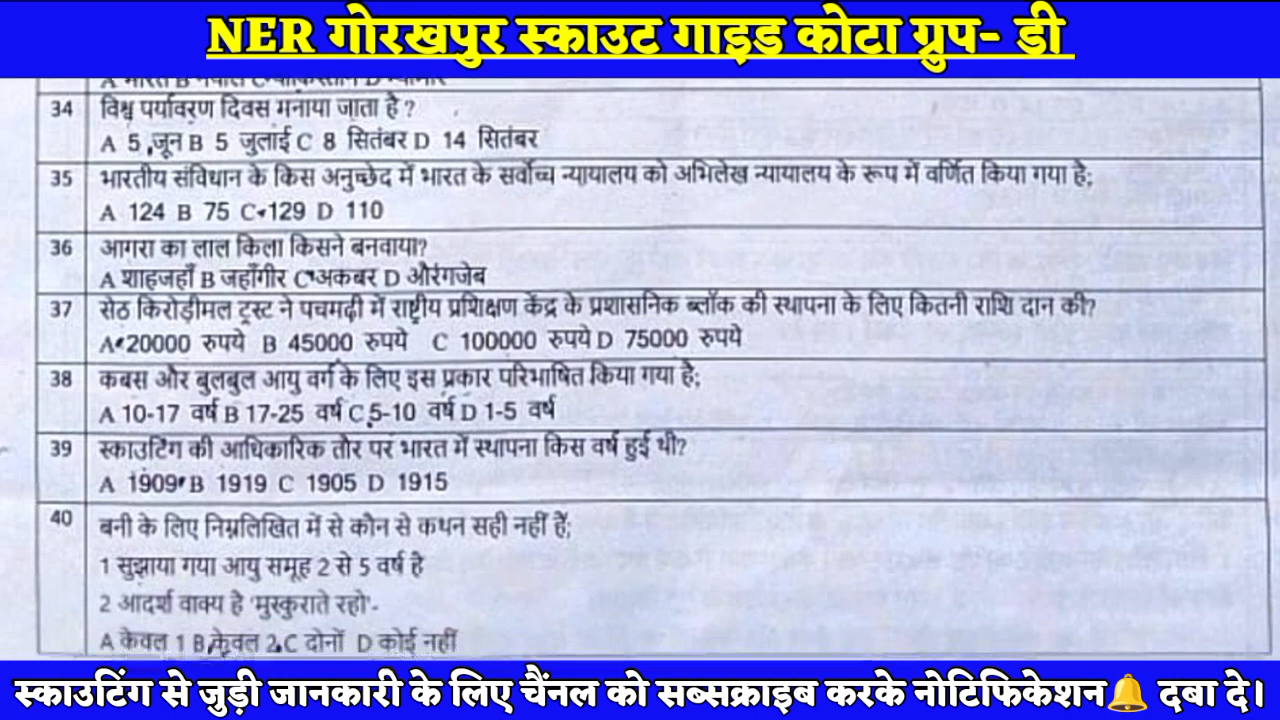 NER गोरखपुर स्काउट गाइड कोटा ग्रुप- डी
34 विश्व पर्यावरण दिवस मनाया जाता है ?
A 5 जून B 5 जुलाई C 8 सितंबर D 14 सितंबर
35 भारतीय संविधान के किस अनुच्छेद में भारत के सर्वोच्च न्यायालय को अभिलेख न्यायालय के रूप में वर्णित किया गया है;
A 124 B 75 C 129 D 110
36 आगरा का लाल किला किसने बनवाया?
A शाहजहाँ B जहाँगीर C अकबर D औरंगजेब
37 सेठ किरोड़ीमल ट्रस्ट ने पचमढ़ी में राष्ट्रीय प्रशिक्षण केंद्र के प्रशासनिक ब्लॉक की स्थापना के लिए कितनी राशि दान की?
A 20000 रुपये B 45000 रुपये C 100000 रुपये D 75000 रुपये
38 कबस और बुलबुल आयु वर्ग के लिए इस प्रकार परिभाषित किया गया है;
A 10-17 वर्ष B 17-25 वर्ष C 5-10 वर्ष D 1-5 वर्ष
39 स्काउटिंग की आधिकारिक तौर पर भारत में स्थापना किस वर्ष हुई थी?
A 1909 B 1919 C 1905 D 1915
40 बनी के लिए निम्नलिखित में से कौन से कथन सही नहीं हैं;
1 सुझाया गया आयु समूह 2 से 5 वर्ष है
2 आदर्श वाक्य है 'मुस्कुराते रहो'.
A केवल 1 B केवल 2 C दोनों D कोई नहीं
स्काउटिंग से जुड़ी जानकारी के लिए चैंनल को सब्सक्राइब करके नोटिफिकेशन🔔 दबा दे।